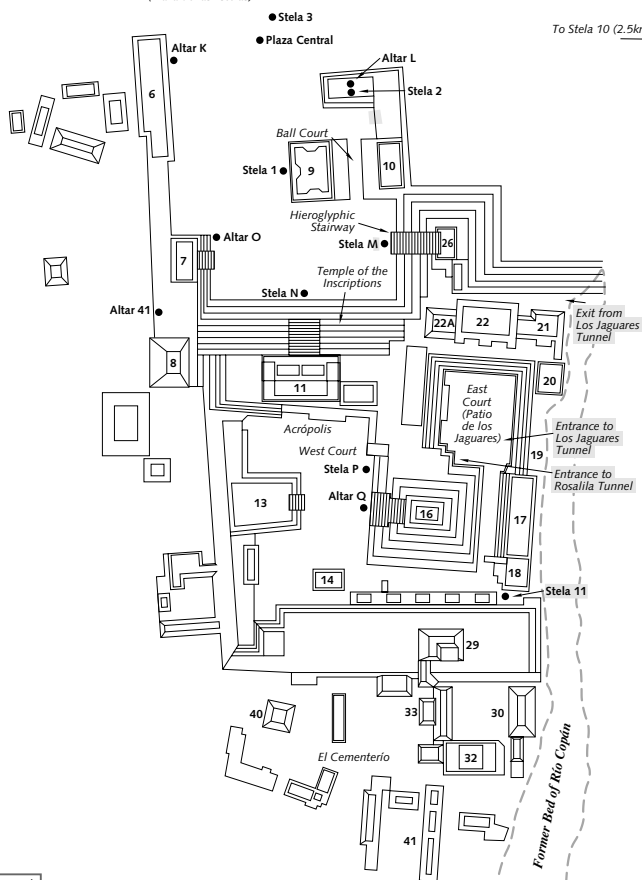 Stela 3
To Stela 10 (2.5km
Plaza Central
Altar K
Altar L
6
Stela 2
Ball Court
Stela 1
9
10
Hieroglyphic
Stairway
Altar O
Stela M
26
7
Temple of the
Inscriptions
Stela N
Altar 41
Exit from
Los Jaguares
Tunnel
22A
22
21
8
20
11
East
Court
(Patio
de los
Jaguares)
Acrópolis
Entrance to
Los Jaguares
Tunnel
West Court
19
Stela P
Entrance to
Rosalila Tunnel
Altar Q
13
16
17
14
18
Stela 11
29
40
33
30
El Cementerío
32
Former Bed of Río Copán
41